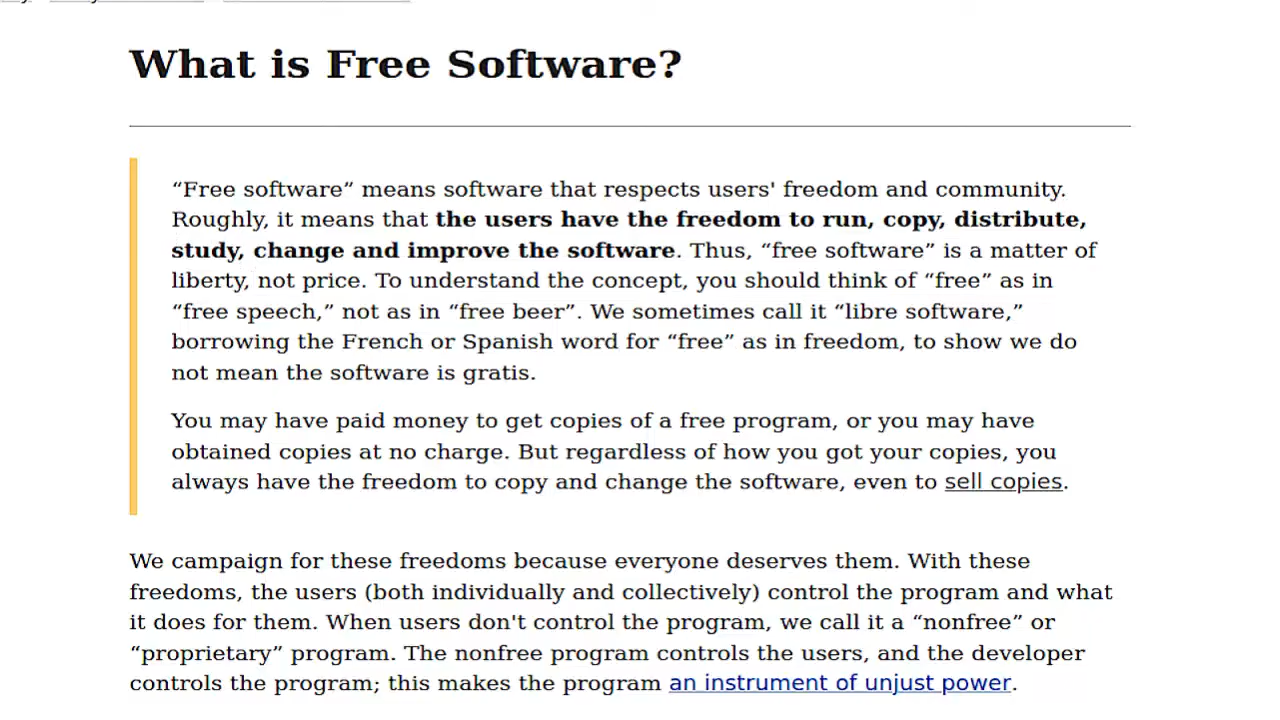 What is Free Software?
“Free software” means software that respects users' freedom and community.
Roughly, it means that the users have the freedom to run, copy, distribute,
study, change and improve the software. Thus, “free software” is a matter of
liberty, not price. To understand the concept, you should think of “free” as in
“free speech,” not as in “free beer”. We sometimes call it “libre software,”
borrowing the French or Spanish word for “free” as in freedom, to show we do
not mean the software is gratis.
You may have paid money to get copies of a free program, or you may have
obtained copies at no charge. But regardless of how you got your copies, you
always have the freedom to copy and change the software, even to sell copies.
We campaign for these freedoms because everyone deserves them. With these
freedoms, the users (both individually and collectively) control the program and what
it does for them. When users don't control the program, we call it a “nonfree” or
“proprietary” program. The nonfree program controls the users, and the developer
controls the program; this makes the program an instrument of unjust power.